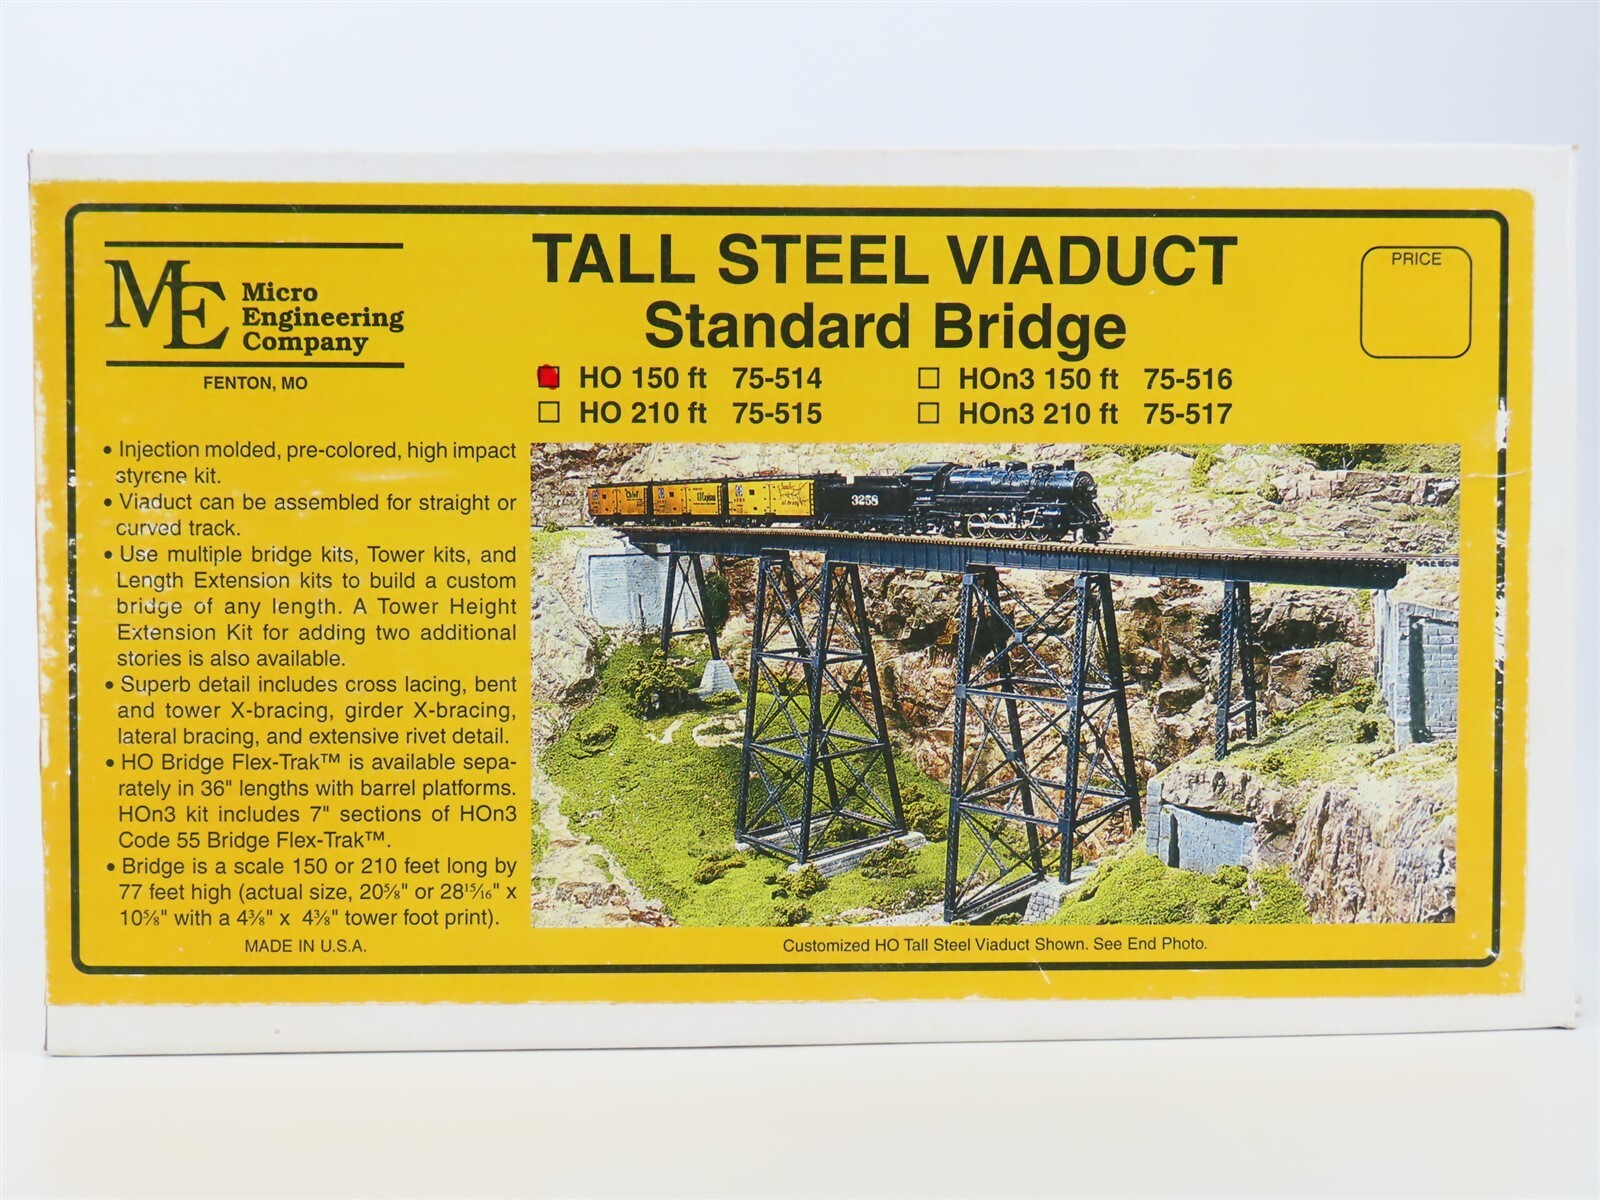 ME Micro
Engineering
Company
FENTON, MO
TALL STEEL VIADUCT
Standard Bridge
HO 150 ft 75-514
HOn3 150 ft 75-516
HO 210 ft 75-515
HOn3 210 ft 75-517
PRICE
• Injection molded, pre-colored, high impact
styrene kit.
• Viaduct can be assembled for straight or
curved track.
• Use multiple bridge kits, Tower kits, and
Length Extension kits to build a custom
bridge of any length. A Tower Height
Extension Kit for adding two additional
stories is also available.
• Superb detail includes cross lacing, bent
and tower X-bracing, girder X-bracing,
lateral bracing, and extensive rivet detail.
• HO Bridge Flex-Trak™ is available sepa-
rately in 36" lengths with barrel platforms.
HOn3 kit includes 7" sections of HOn3
Code 55 Bridge Flex-Trak™.
• Bridge is a scale 150 or 210 feet long by
77 feet high (actual size, 20⅝" or 28¹⁵⁄₁₆" x
10⅝" with a 4⅜" x 4⅜" tower foot print).
MADE IN U.S.A.
Chief
El Capitan
3258
Customized HO Tall Steel Viaduct Shown. See End Photo.